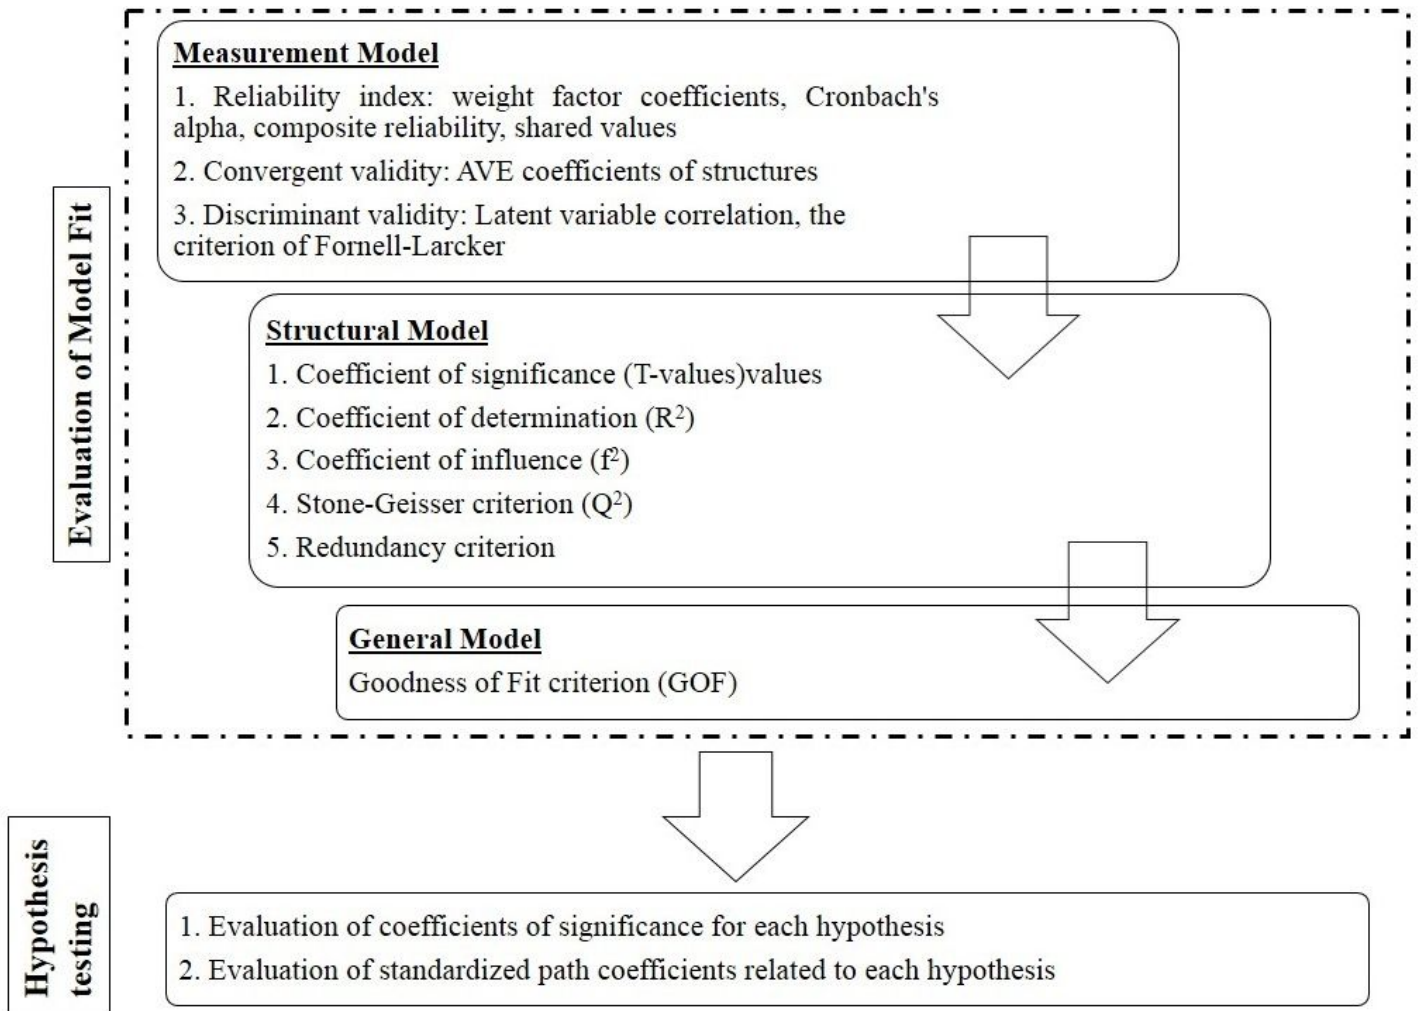 Measurement Model
1. Reliability index: weight factor coefficients, Cronbach's
alpha, composite reliability, shared values
2. Convergent validity: AVE coefficients of structures
3. Discriminant validity: Latent variable correlation, the
criterion of Fornell-Larcker
Evaluation of Model Fit
Structural Model
1. Coefficient of significance (T-values)values
2. Coefficient of determination (R²)
3. Coefficient of influence (f²)
4. Stone-Geisser criterion (Q²)
5. Redundancy criterion
General Model
Goodness of Fit criterion (GOF)
Hypothesis
testing
1. Evaluation of coefficients of significance for each hypothesis
2. Evaluation of standardized path coefficients related to each hypothesis